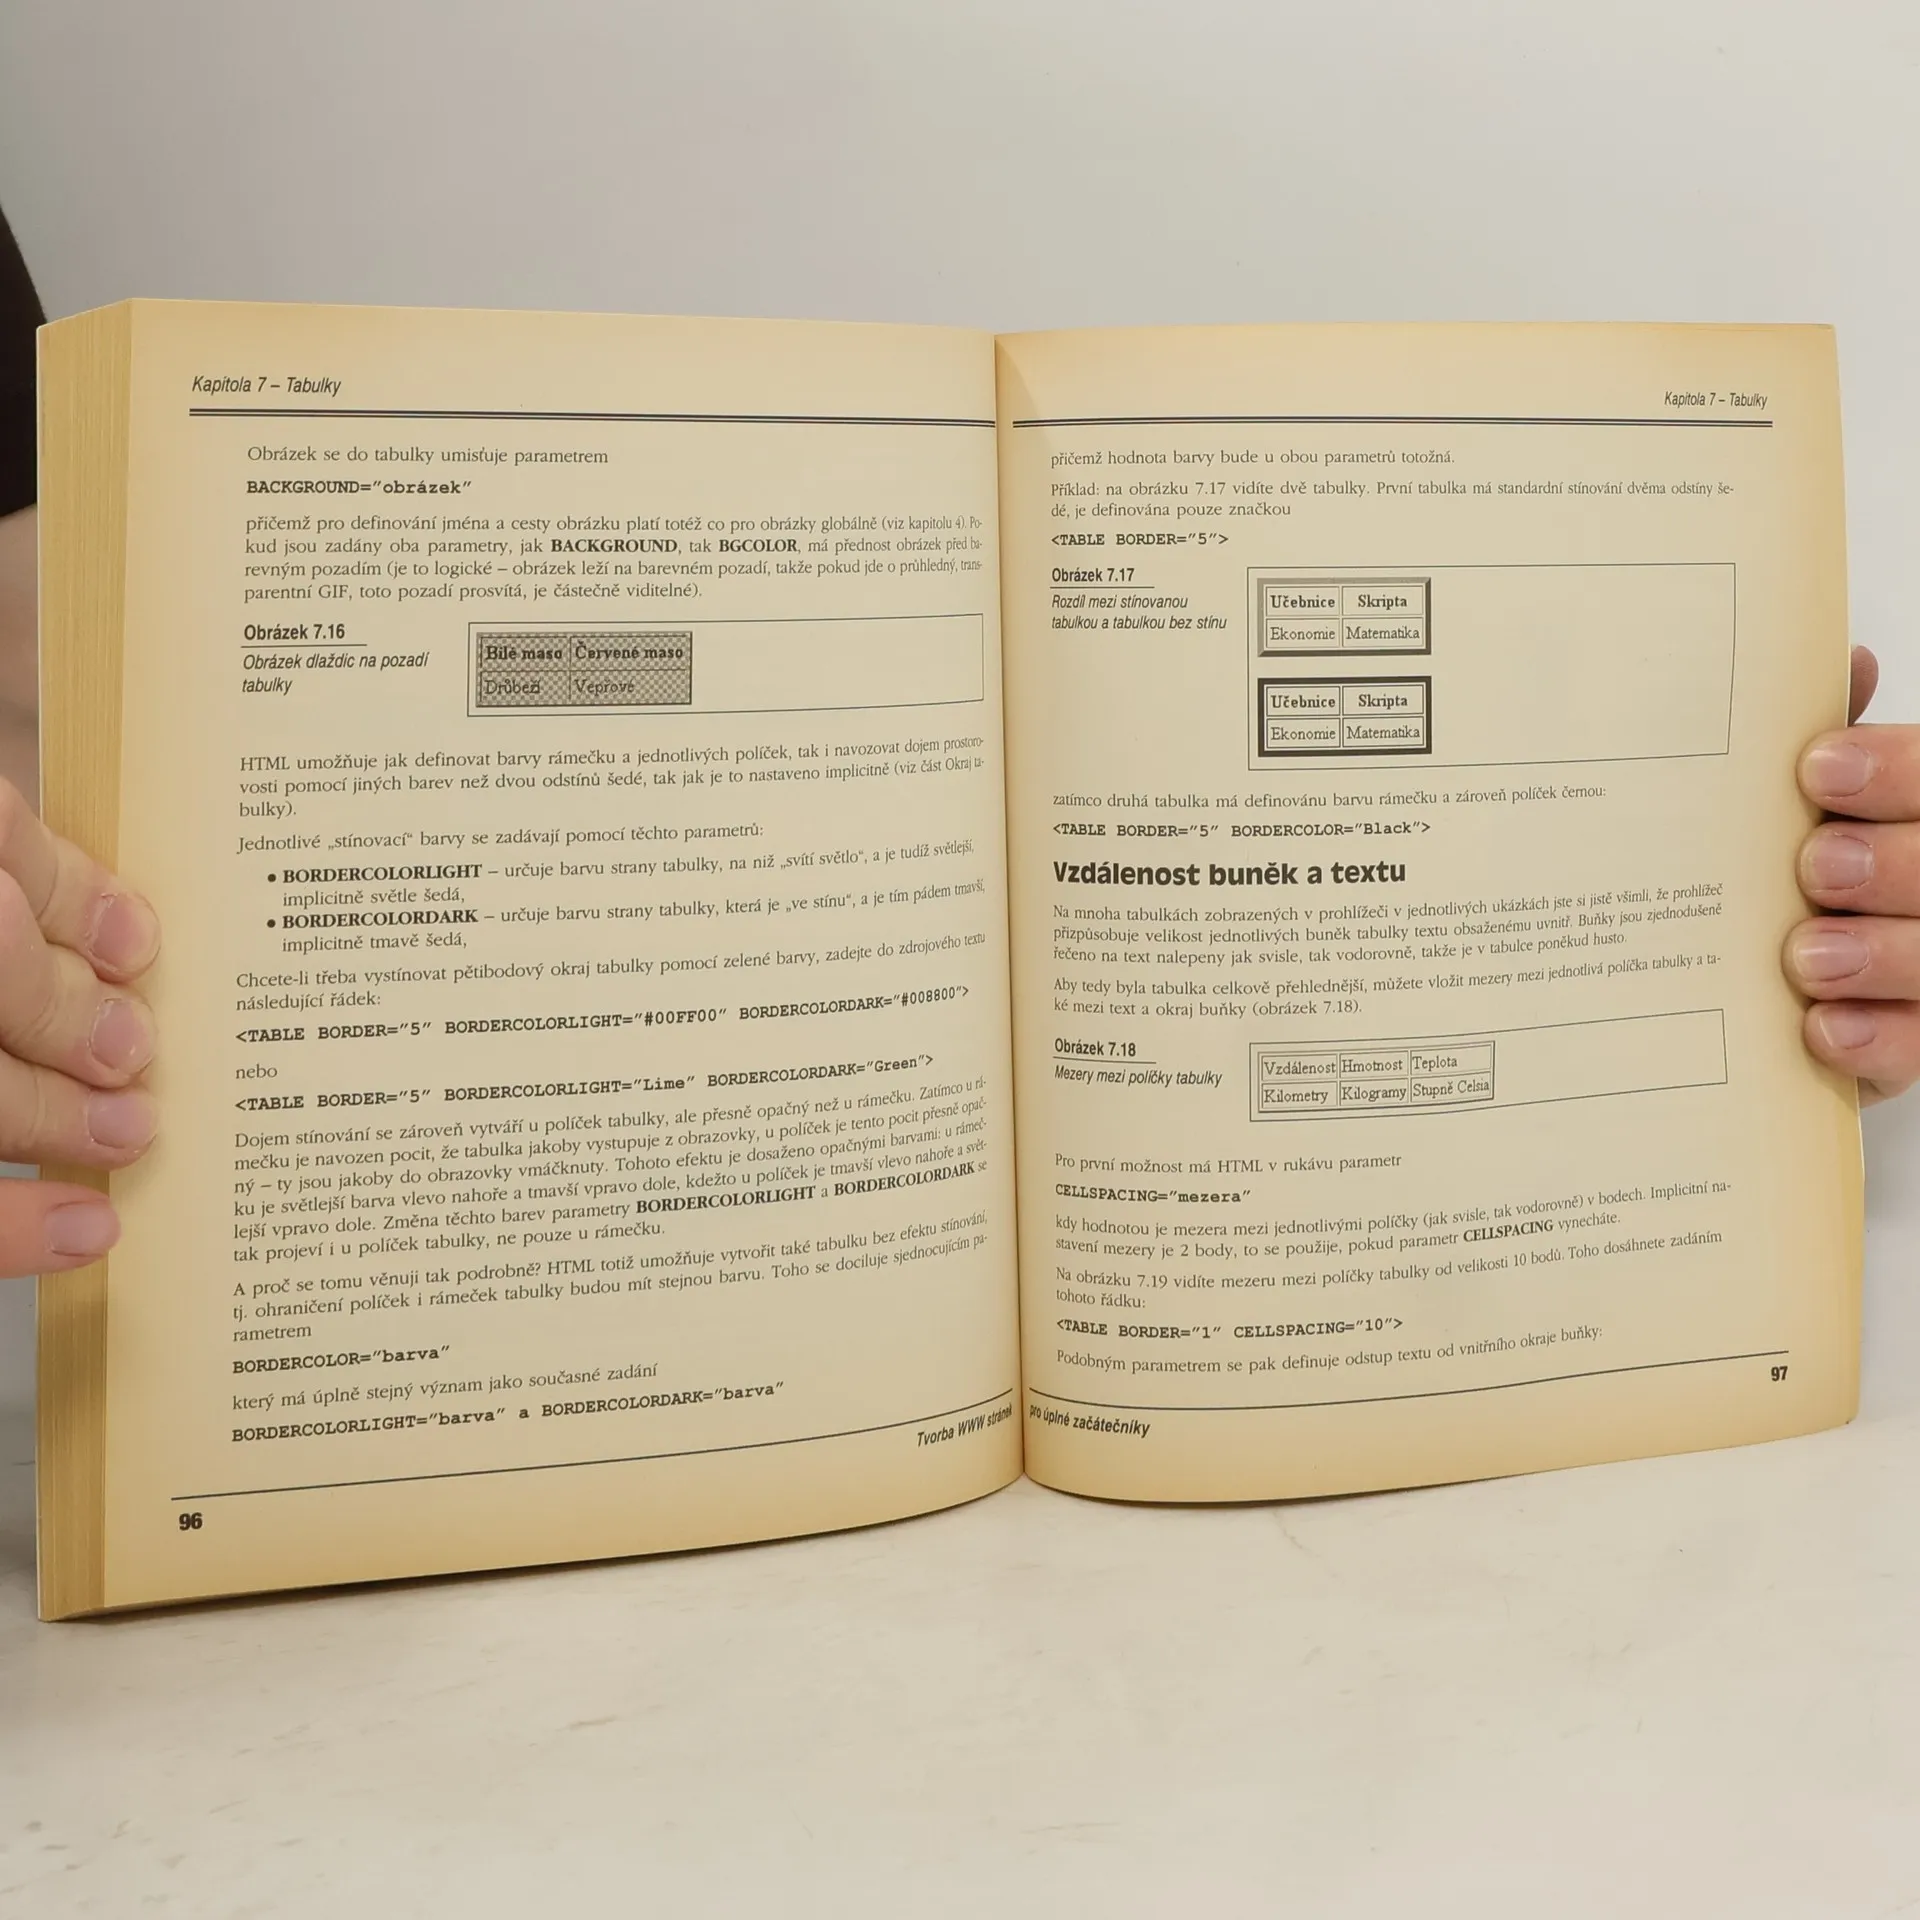 Kapitola 7 – Tabulky
Obrázek se do tabulky umisťuje parametrem
BACKGROUND="obrázek"
přičemž pro definování jména a cesty obrázku platí totéž co pro obrázky globálně (viz kapitolu 4). Po-
kud jsou zadány oba parametry, jak BACKGROUND, tak BGCOLOR, má přednost obrázek před ba-
revným pozadím (je to logické – obrázek leží na barevném pozadí, takže pokud jde o průhledný, trans-
parentní GIF, toto pozadí prosvítá, je částečně viditelné).
Obrázek 7.16
Obrázek dlaždic na pozadí
tabulky
Bílé maso Červené maso
Drůbeží Vepřové
HTML umožňuje jak definovat barvy rámečku a jednotlivých políček, tak i navozovat dojem prostoro-
vosti pomocí jiných barev než dvou odstínů šedé, tak jak je to nastaveno implicitně (viz část Okraj ta-
bulky).
Jednotlivé „stínovací“ barvy se zadávají pomocí těchto parametrů:
● BORDERCOLORLIGHT – určuje barvu strany tabulky, na niž „svítí světlo“, a je tudíž světlejší,
implicitně světle šedá,
● BORDERCOLORDARK – určuje barvu strany tabulky, která je „ve stínu“, a je tím pádem tmavší,
implicitně tmavě šedá,
Chcete-li třeba vystínovat pětibodový okraj tabulky pomocí zelené barvy, zadejte do zdrojového textu
následující řádek:
<TABLE BORDER="5" BORDERCOLORLIGHT="#00FF00" BORDERCOLORDARK="#008800">
nebo
<TABLE BORDER="5" BORDERCOLORLIGHT="Lime" BORDERCOLORDARK="Green">
Dojem stínování se zároveň vytváří u políček tabulky, ale přesně opačný než u rámečku. Zatímco u rá-
mečku je navozen pocit, že tabulka jakoby vystupuje z obrazovky, u políček je tento pocit přesně opač-
ný – ty jsou jakoby do obrazovky vmáčknuty. Tohoto efektu je dosaženo opačnými barvami: u rámeč-
ku je světlejší barva vlevo nahoře a tmavší vpravo dole, kdežto u políček je tmavší vlevo nahoře a svět-
lejší vpravo dole. Změna těchto barev parametry BORDERCOLORLIGHT a BORDERCOLORDARK se
tak projeví i u políček tabulky, ne pouze u rámečku.
A proč se tomu věnuji tak podrobně? HTML totiž umožňuje vytvořit také tabulku bez efektu stínování,
tj. ohraničení políček i rámeček tabulky budou mít stejnou barvu. Toho se dociluje sjednocujícím pa-
rametrem
BORDERCOLOR="barva"
který má úplně stejný význam jako současné zadání
BORDERCOLORLIGHT="barva" a BORDERCOLORDARK="barva"
Tvorba WWW stránek
96
Kapitola 7 – Tabulky
přičemž hodnota barvy bude u obou parametrů totožná.
Příklad: na obrázku 7.17 vidíte dvě tabulky. První tabulka má standardní stínování dvěma odstíny še-
dé, je definována pouze značkou
<TABLE BORDER="5">
Obrázek 7.17
Rozdíl mezi stínovanou
tabulkou a tabulkou bez stínu
Učebnice Skripta
Ekonomie Matematika
Učebnice Skripta
Ekonomie Matematika
zatímco druhá tabulka má definovánu barvu rámečku a zároveň políček černou:
<TABLE BORDER="5" BORDERCOLOR="Black">
Vzdálenost buněk a textu
Na mnoha tabulkách zobrazených v prohlížeči v jednotlivých ukázkách jste si jistě všimli, že prohlížeč
přizpůsobuje velikost jednotlivých buněk tabulky textu obsaženému uvnitř. Buňky jsou zjednodušeně
řečeno na text nalepeny jak svisle, tak vodorovně, takže je v tabulce poněkud husto.
Aby tedy byla tabulka celkově přehlednější, můžete vložit mezery mezi jednotlivá políčka tabulky a ta-
ké mezi text a okraj buňky (obrázek 7.18).
Obrázek 7.18
Mezery mezi políčky tabulky
Vzdálenost Hmotnost Teplota
Kilometry Kilogramy Stupně Celsia
Pro první možnost má HTML v rukávu parametr
CELLSPACING="mezera"
kdy hodnotou je mezera mezi jednotlivými políčky (jak svisle, tak vodorovně) v bodech. Implicitní na-
stavení mezery je 2 body, to se použije, pokud parametr CELLSPACING vynecháte.
Na obrázku 7.19 vidíte mezeru mezi políčky tabulky od velikosti 10 bodů. Toho dosáhnete zadáním
tohoto řádku:
<TABLE BORDER="1" CELLSPACING="10">
Podobným parametrem se pak definuje odstup textu od vnitřního okraje buňky:
pro úplné začátečníky
97